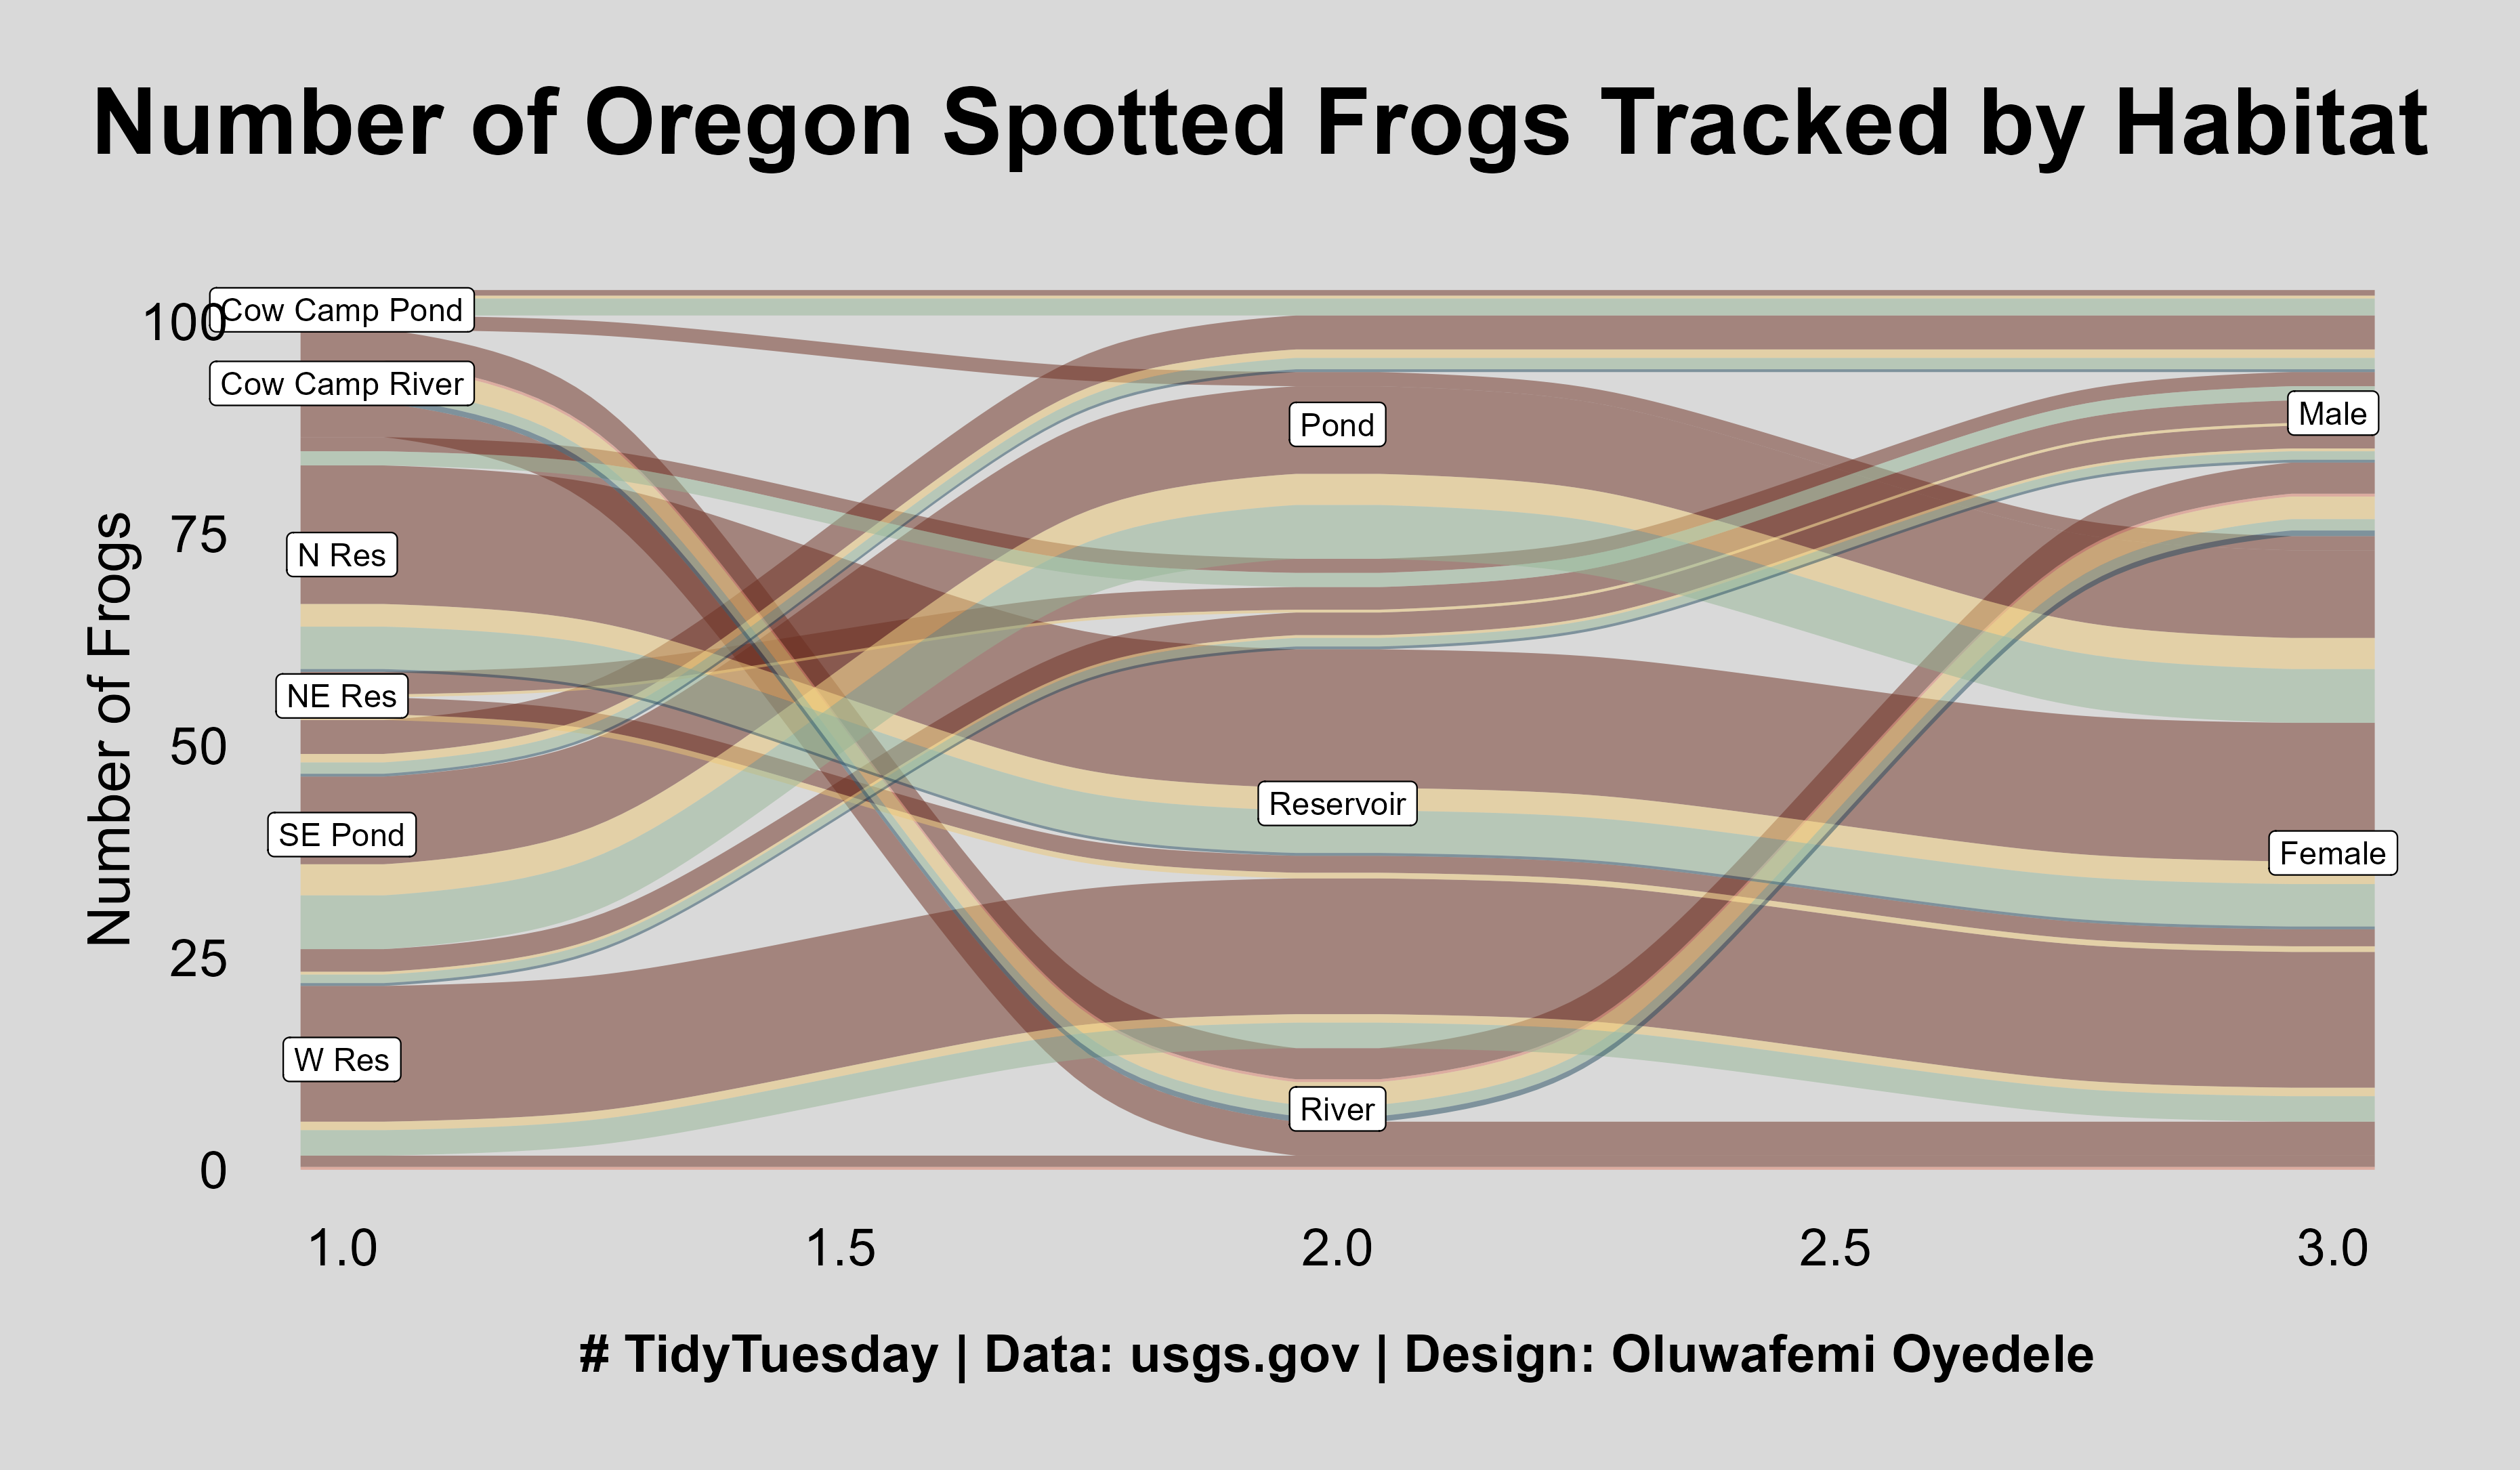 Number of Oregon Spotted Frogs Tracked by Habitat
Number of Frogs
100
75
50
25
0
Cow Camp Pond
Cow Camp River
N Res
NE Res
SE Pond
W Res
Pond
Reservoir
River
Male
Female
1.0 1.5 2.0 2.5 3.0
# TidyTuesday | Data: usgs.gov | Design: Oluwafemi Oyedele